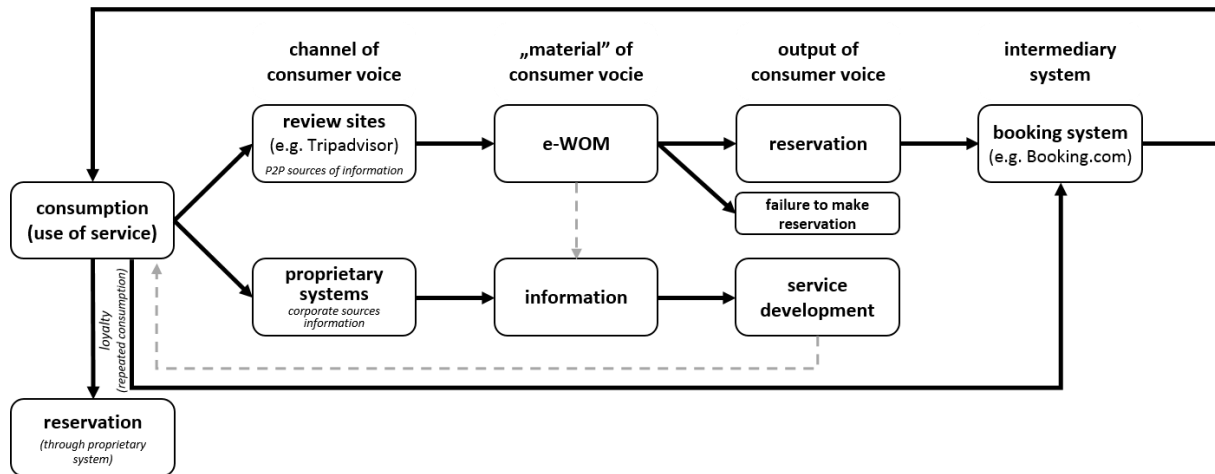 channel of
consumer voice
„material” of
consumer vocie
output of
consumer voice
intermediary
system
review sites
(e.g. Tripadvisor)
P2P sources of information
e-WOM
reservation
booking system
(e.g. Booking.com)
failure to make
reservation
consumption
(use of service)
proprietary
systems
corporate sources
information
information
service
development
loyalty
(repeated consumption)
reservation
(through proprietary
system)